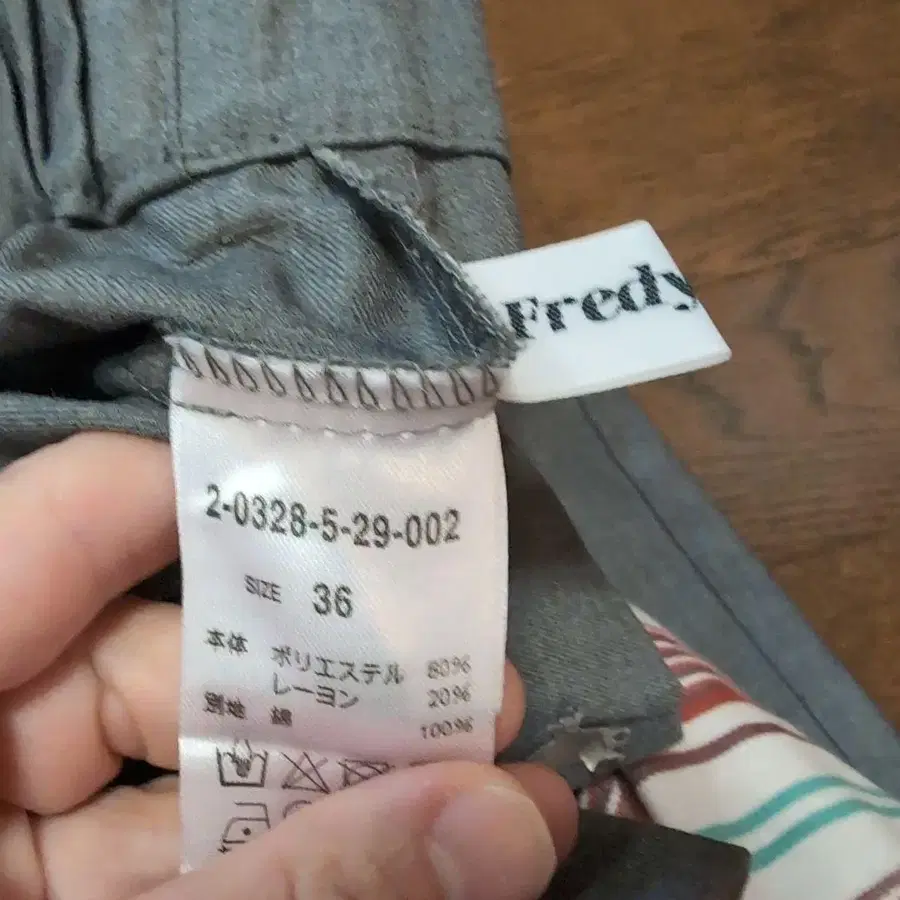 Fredy
2-0328-5-29-002
SIZE 36
本体 ポリエステル 80%
レーヨン 20%
別地 綿 100%